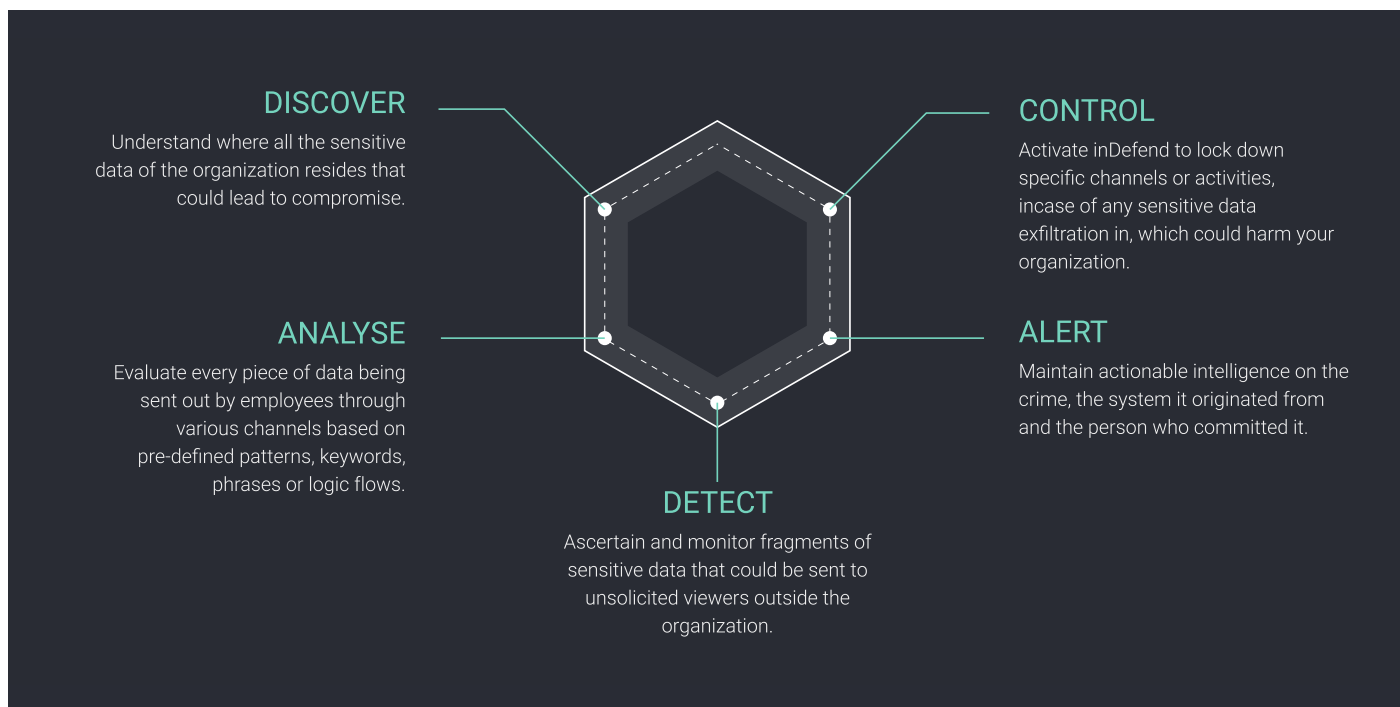 DISCOVER
Understand where all the sensitive
data of the organization resides that
could lead to compromise.
ANALYSE
Evaluate every piece of data being
sent out by employees through
various channels based on
pre-defined patterns, keywords,
phrases or logic flows.
DETECT
Ascertain and monitor fragments of
sensitive data that could be sent to
unsolicited viewers outside the
organization.
CONTROL
Activate inDefend to lock down
specific channels or activities,
incase of any sensitive data
exfiltration in, which could harm your
organization.
ALERT
Maintain actionable intelligence on the
crime, the system it originated from
and the person who committed it.